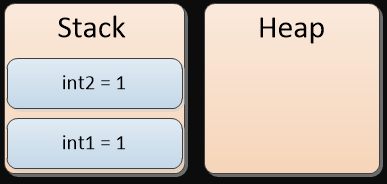 Stack
Heap
int2 = 1
int1 = 1